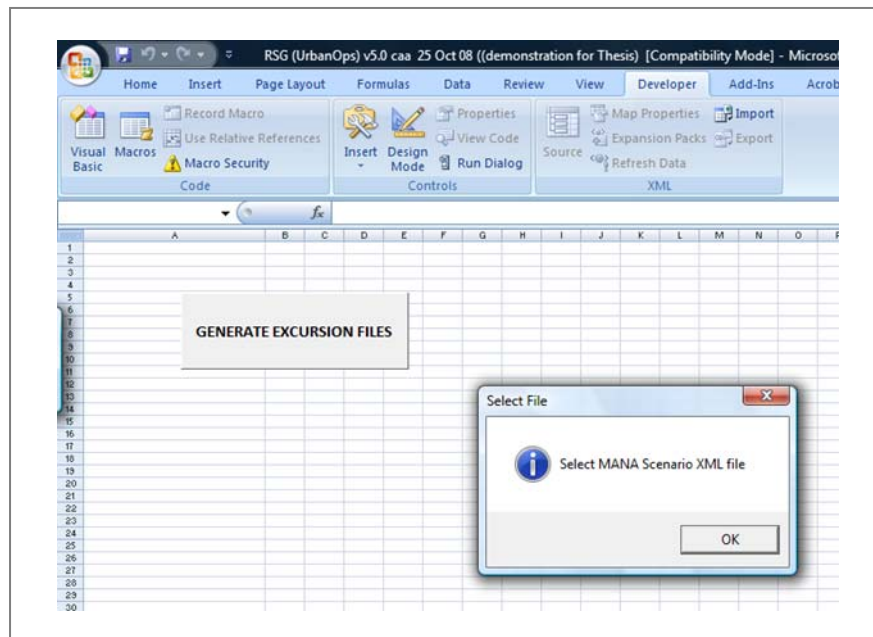 RSG (UrbanOps) v5.0 caa 25 Oct 08 ((demonstration for Thesis) [Compatibility Mode] - Microsof
Home Insert Page Layout Formulas Data Review View Developer Add-Ins Acrob
Visual Basic
Macros
Record Macro
Use Relative References
Macro Security
Code
Insert
Design Mode
Properties
View Code
Run Dialog
Controls
Source
Map Properties
Expansion Packs
Refresh Data
Import
Export
XML
fx
A B C D E F G H I J K L M N O
1
2
3
4
5
6
7
8
9
10
11
12
13
14
15
16
17
18
19
20
21
22
23
24
25
26
27
28
29
30
GENERATE EXCURSION FILES
Select File
Select MANA Scenario XML file
OK